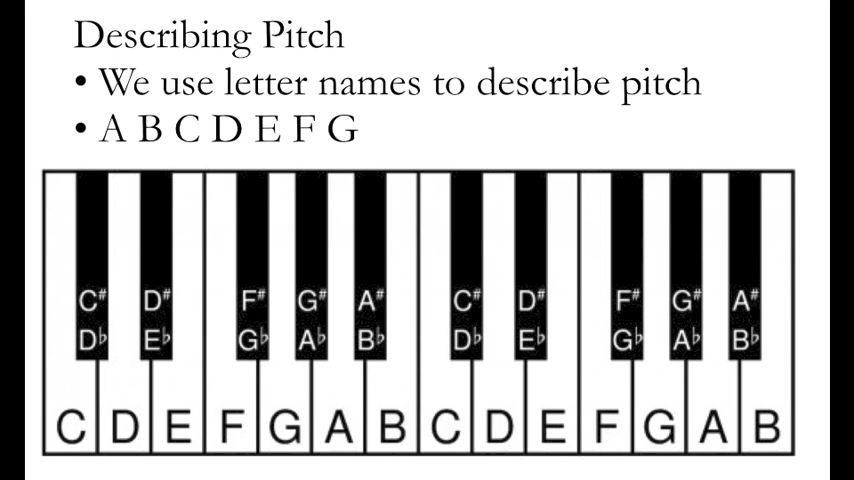 Describing Pitch
• We use letter names to describe pitch
• A B C D E F G
C# D# F# G# A# C# D# F# G# A#
D♭ E♭ G♭ A♭ B♭ D♭ E♭ G♭ A♭ B♭
C D E F G A B C D E F G A B